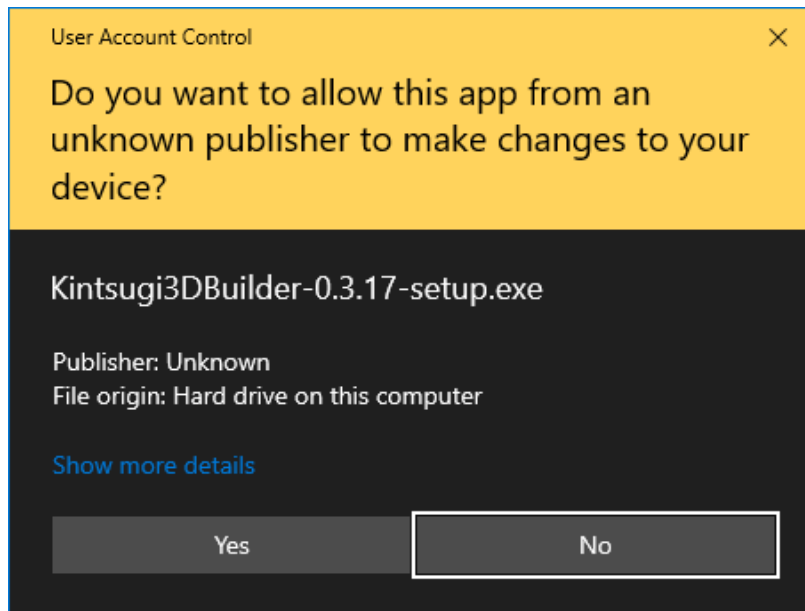 User Account Control
Do you want to allow this app from an
unknown publisher to make changes to your
device?
Kintsugi3DBuilder-0.3.17-setup.exe
Publisher: Unknown
File origin: Hard drive on this computer
Show more details
Yes
No